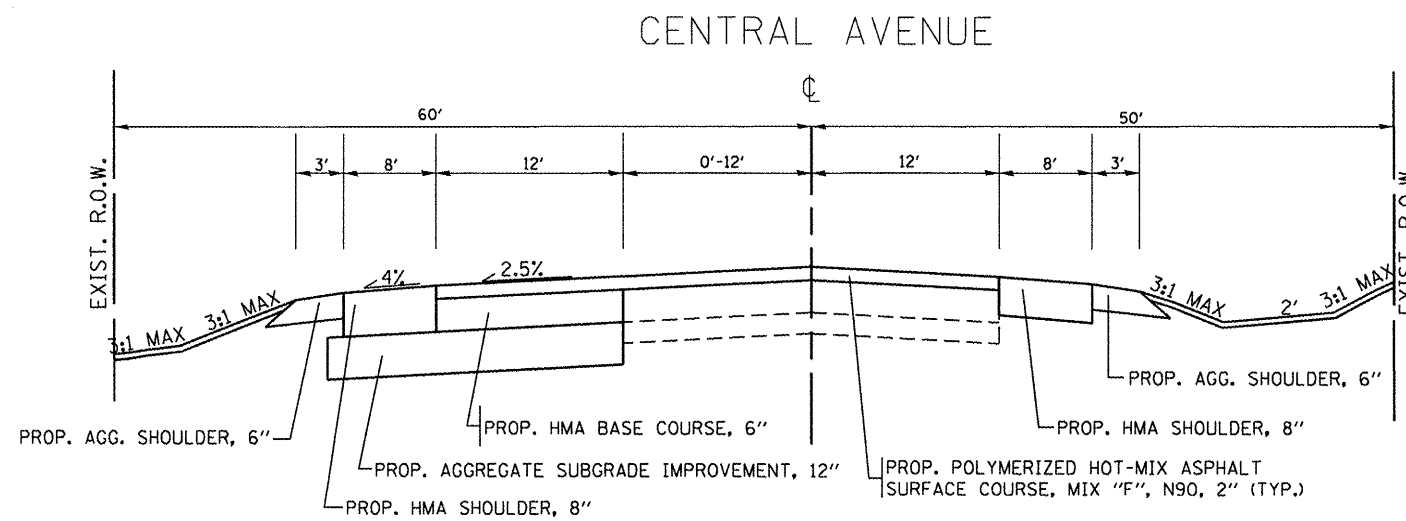 CENTRAL AVENUE
℄
60'
50'
3'
8'
12'
0'-12'
12'
8'
3'
EXIST. R.O.W.
EXIST. R.O.W.
4%
2.5%
3:1 MAX
3:1 MAX
3:1 MAX
2'
3:1 MAX
PROP. AGG. SHOULDER, 6"
PROP. AGG. SHOULDER, 6"
PROP. HMA BASE COURSE, 6"
PROP. HMA SHOULDER, 8"
PROP. AGGREGATE SUBGRADE IMPROVEMENT, 12"
PROP. POLYMERIZED HOT-MIX ASPHALT
SURFACE COURSE, MIX "F", N90, 2" (TYP.)
PROP. HMA SHOULDER, 8"